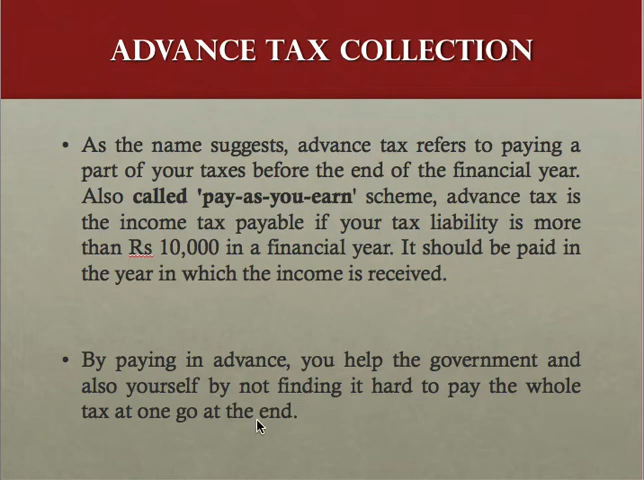 ADVANCE TAX COLLECTION
• As the name suggests, advance tax refers to paying a
part of your taxes before the end of the financial year.
Also called 'pay-as-you-earn' scheme, advance tax is
the income tax payable if your tax liability is more
than Rs 10,000 in a financial year. It should be paid in
the year in which the income is received.
• By paying in advance, you help the government and
also yourself by not finding it hard to pay the whole
tax at one go at the end.